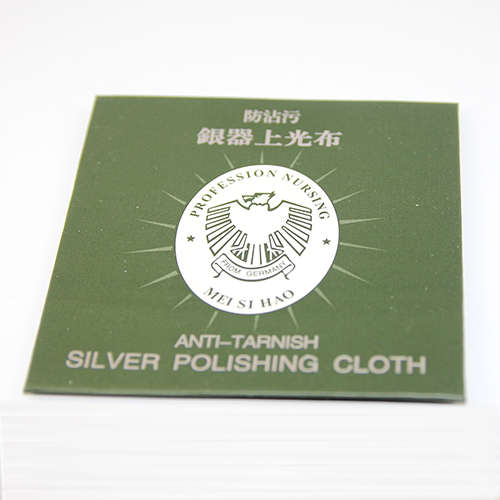 防沾污
銀器上光布
PROFESSION NURSING
FROM GERMANY
MEI SI HAO
ANTI-TARNISH
SILVER POLISHING CLOTH